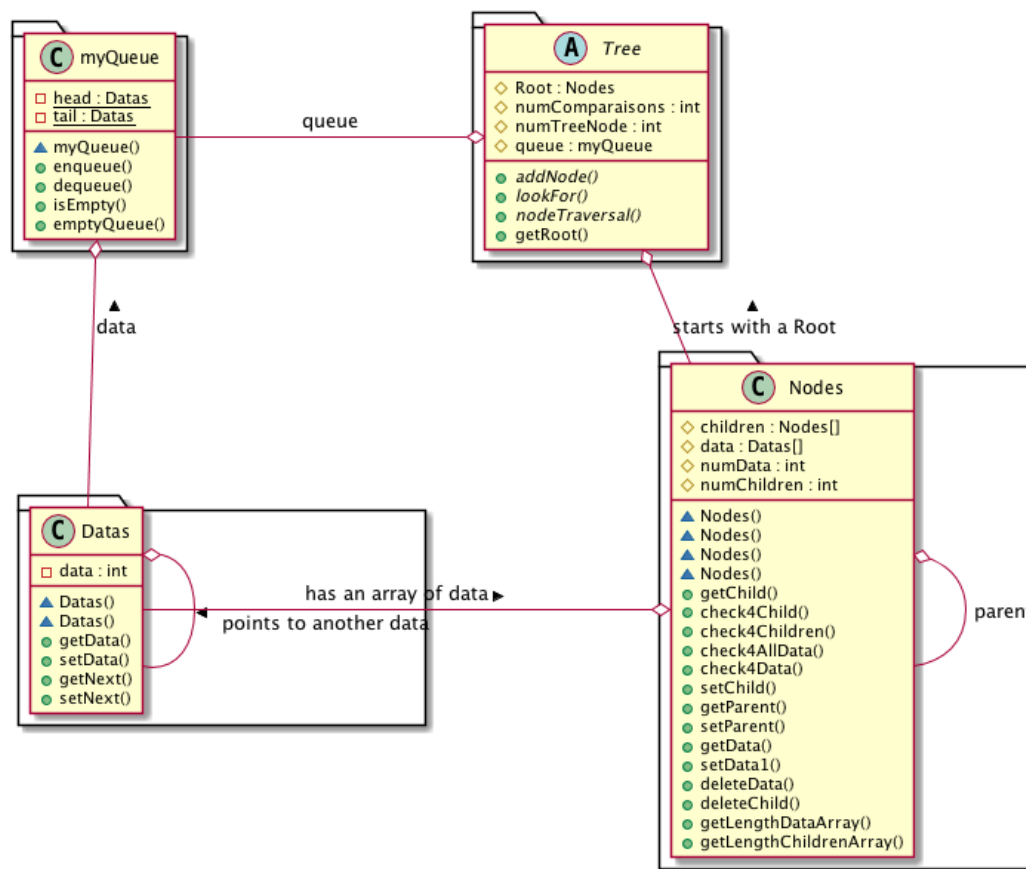 C myQueue
head : Datas
tail : Datas
myQueue()
enqueue()
dequeue()
isEmpty()
emptyQueue()
queue
A Tree
Root : Nodes
numComparaisons : int
numTreeNode : int
queue : myQueue
addNode()
lookFor()
nodeTraversal()
getRoot()
data
starts with a Root
C Datas
data : int
Datas()
Datas()
getData()
setData()
getNext()
setNext()
has an array of data
points to another data
C Nodes
children : Nodes[]
data : Datas[]
numData : int
numChildren : int
Nodes()
Nodes()
Nodes()
Nodes()
getChild()
check4Child()
check4Children()
check4AllData()
check4Data()
setChild()
getParent()
setParent()
getData()
setData1()
deleteData()
deleteChild()
getLengthDataArray()
getLengthChildrenArray()
paren